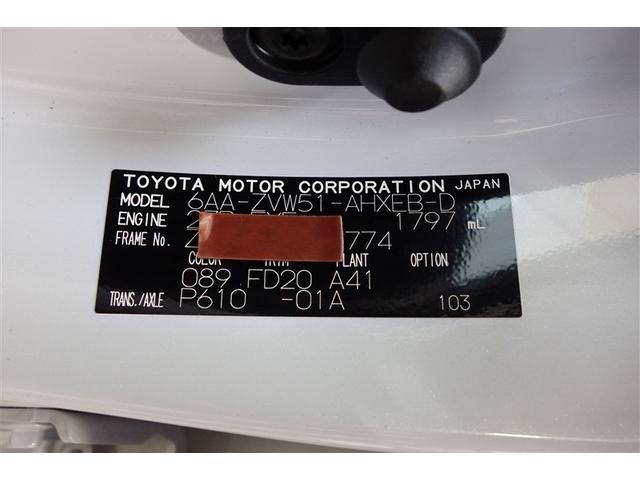 TOYOTA MOTOR CORPORATION JAPAN
MODEL 6AA-ZVW51-AHXEB-D
ENGINE 1797 mL
FRAME No. 774
COLOR TRIM PLANT OPTION
089 FD20 A41
TRANS./AXLE P610 -01A 103